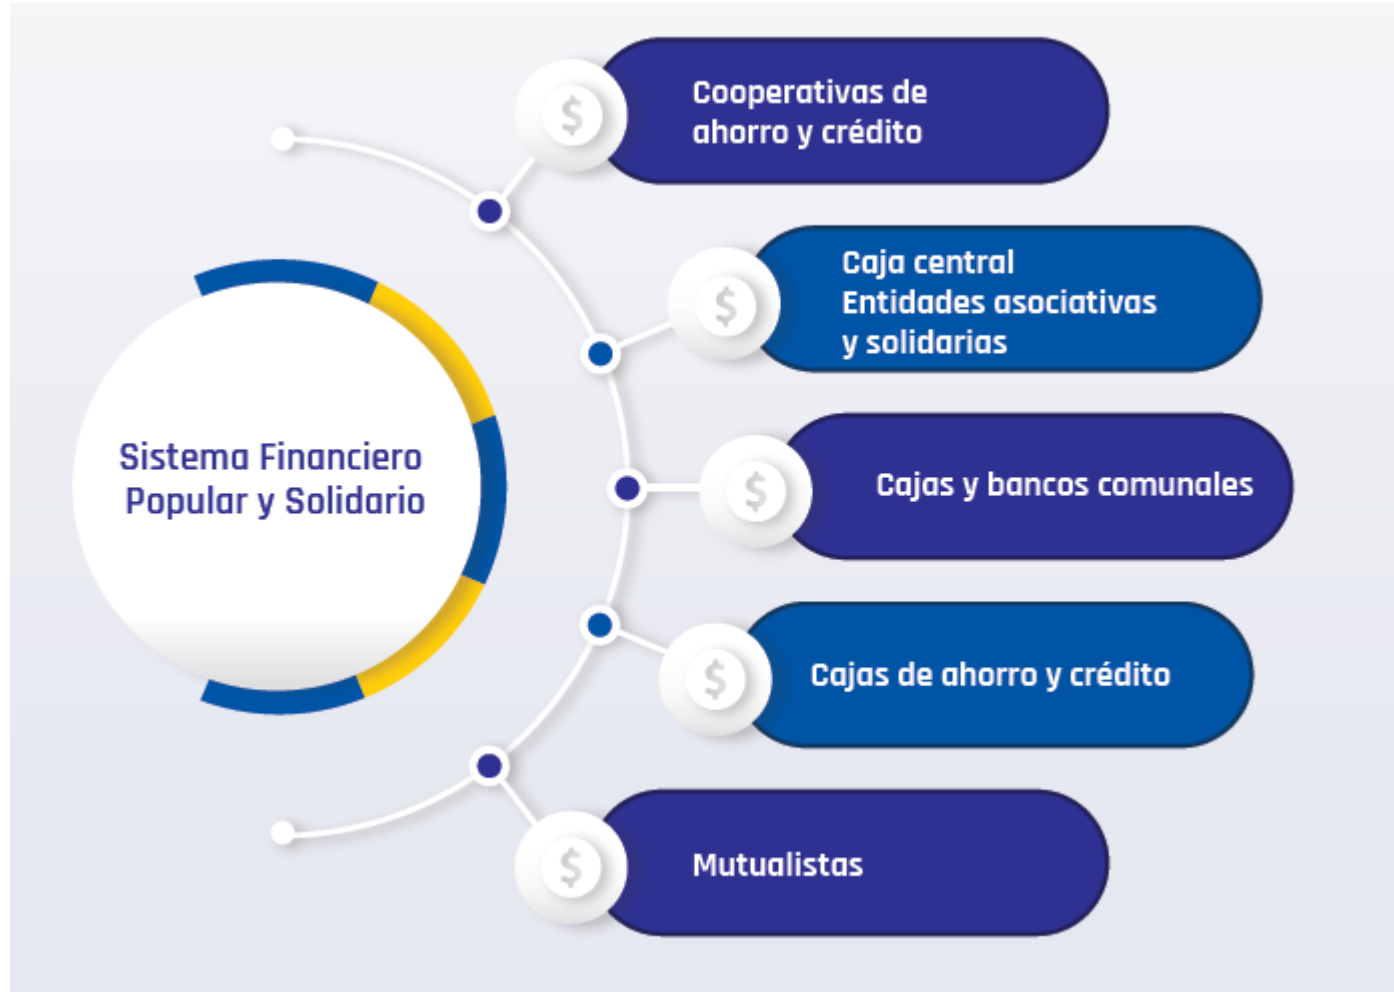 Sistema Financiero
Popular y Solidario
Cooperativas de
ahorro y crédito
Caja central
Entidades asociativas
y solidarias
Cajas y bancos comunales
Cajas de ahorro y crédito
Mutualistas
$
$
$
$
$